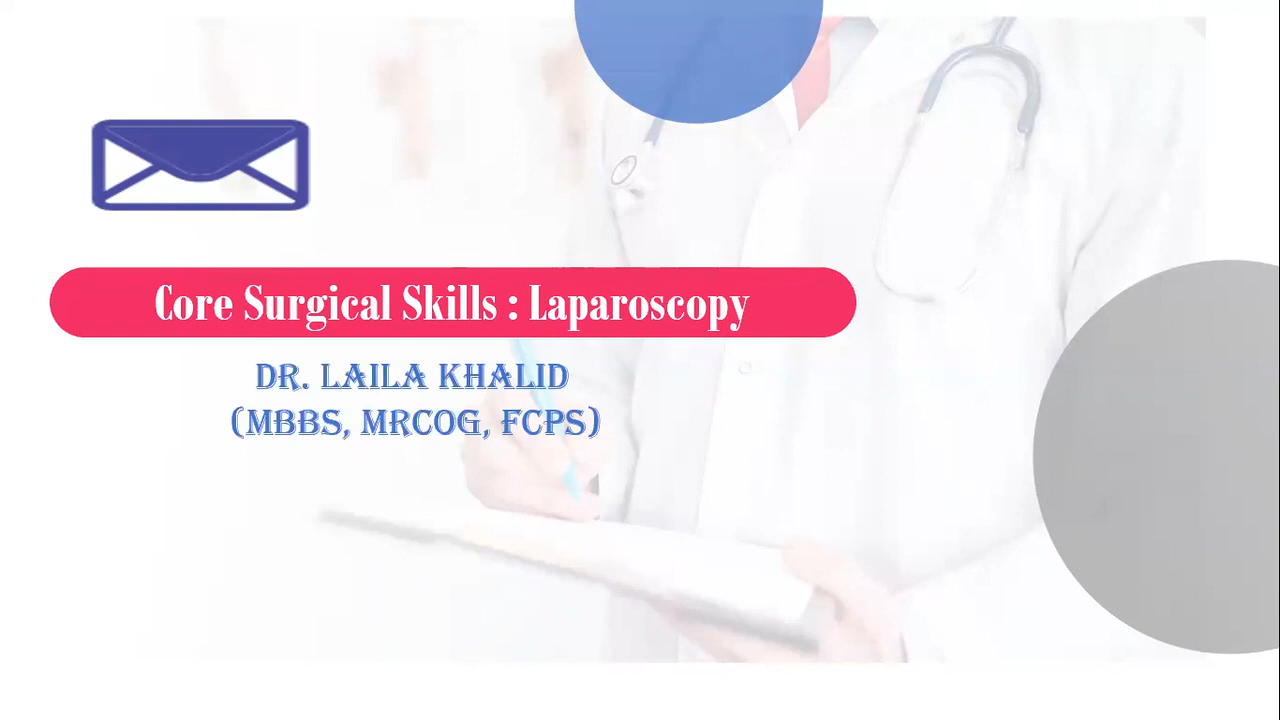 Core Surgical Skills : Laparoscopy
DR. LAILA KHALID
(MBBS, MRCOG, FCPS)